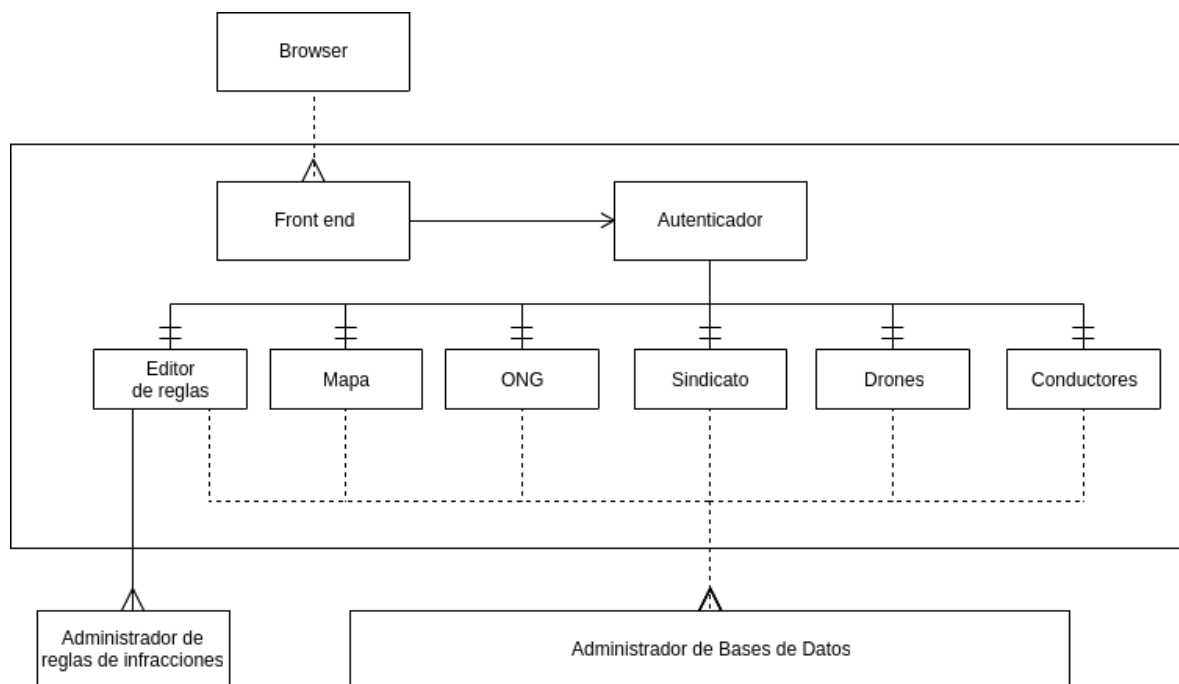 Browser
Front end
Autenticador
Editor
de reglas
Mapa
ONG
Sindicato
Drones
Conductores
Administrador de
reglas de infracciones
Administrador de Bases de Datos